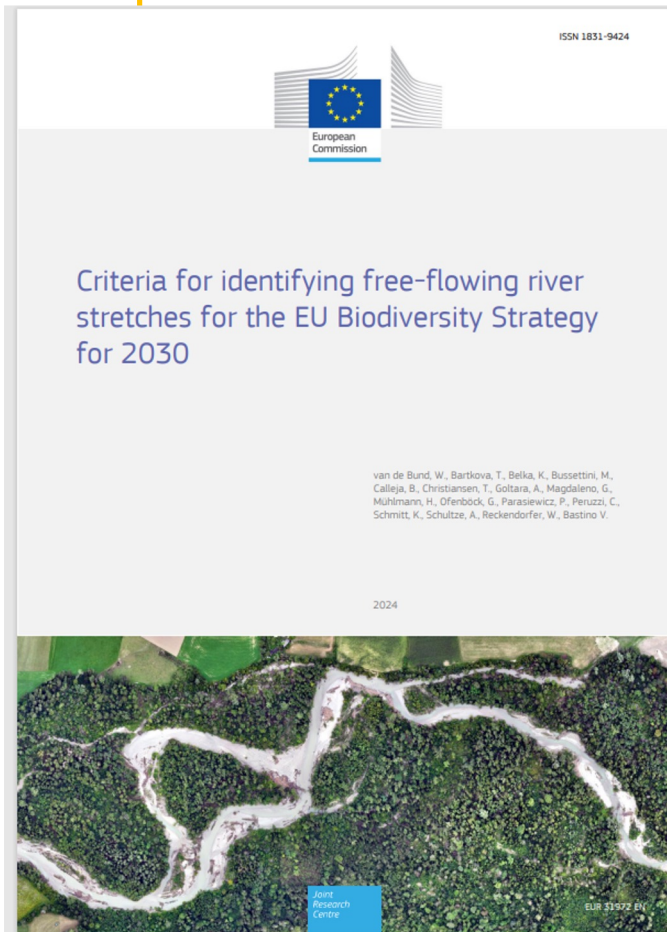 ISSN 1831-9424
European
Commission
Criteria for identifying free-flowing river
stretches for the EU Biodiversity Strategy
for 2030
van de Bund, W., Bartkova, T., Belka, K., Bussettini, M.,
Calleja, B., Christiansen, T., Goltara, A., Magdaleno, G.,
Mühlmann, H., Ofenböck, G., Parasiewicz, P., Peruzzi, C.,
Schmitt, K., Schultze, A., Reckendorfer, W., Bastino V.
2024
Joint
Research
Centre
EUR 31972 EN